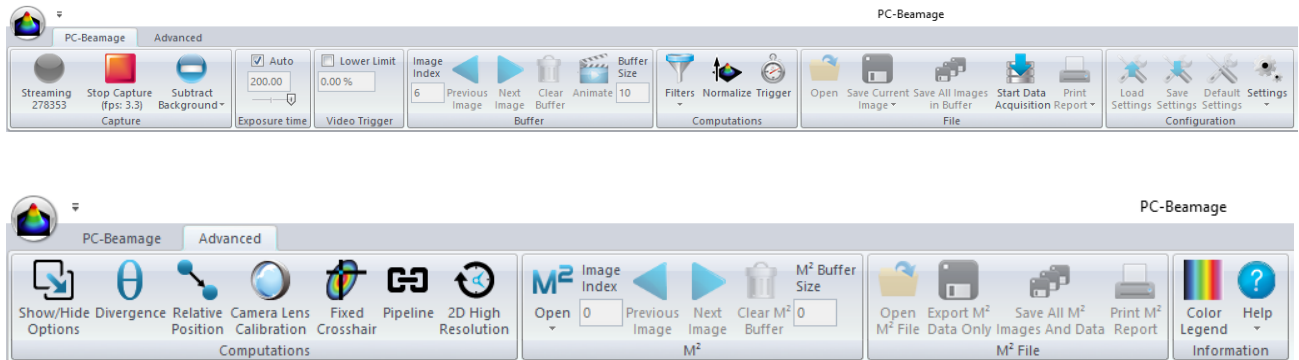 PC-Beamage
PC-Beamage Advanced
Auto Lower Limit Image Index Buffer Size
200.00 0.00 % 6 10
Streaming Stop Capture Subtract Previous Next Clear Animate Filters Normalize Trigger Open Save Current Save All Images Start Data Print Load Save Default Settings
278353 (fps: 3.3) Background Image Image Buffer Image in Buffer Acquisition Report Settings Settings Settings
Capture Exposure time Video Trigger Buffer Computations File Configuration
PC-Beamage
PC-Beamage Advanced
M² Image Index M² Buffer Size
Show/Hide Divergence Relative Camera Lens Fixed Pipeline 2D High Open 0 Previous Next Clear M² 0 Open Export M² Save All M² Print M² Color Help
Options Position Calibration Crosshair Resolution Image Image Buffer M² File Data Only Images And Data Report Legend
Computations M² M² File Information